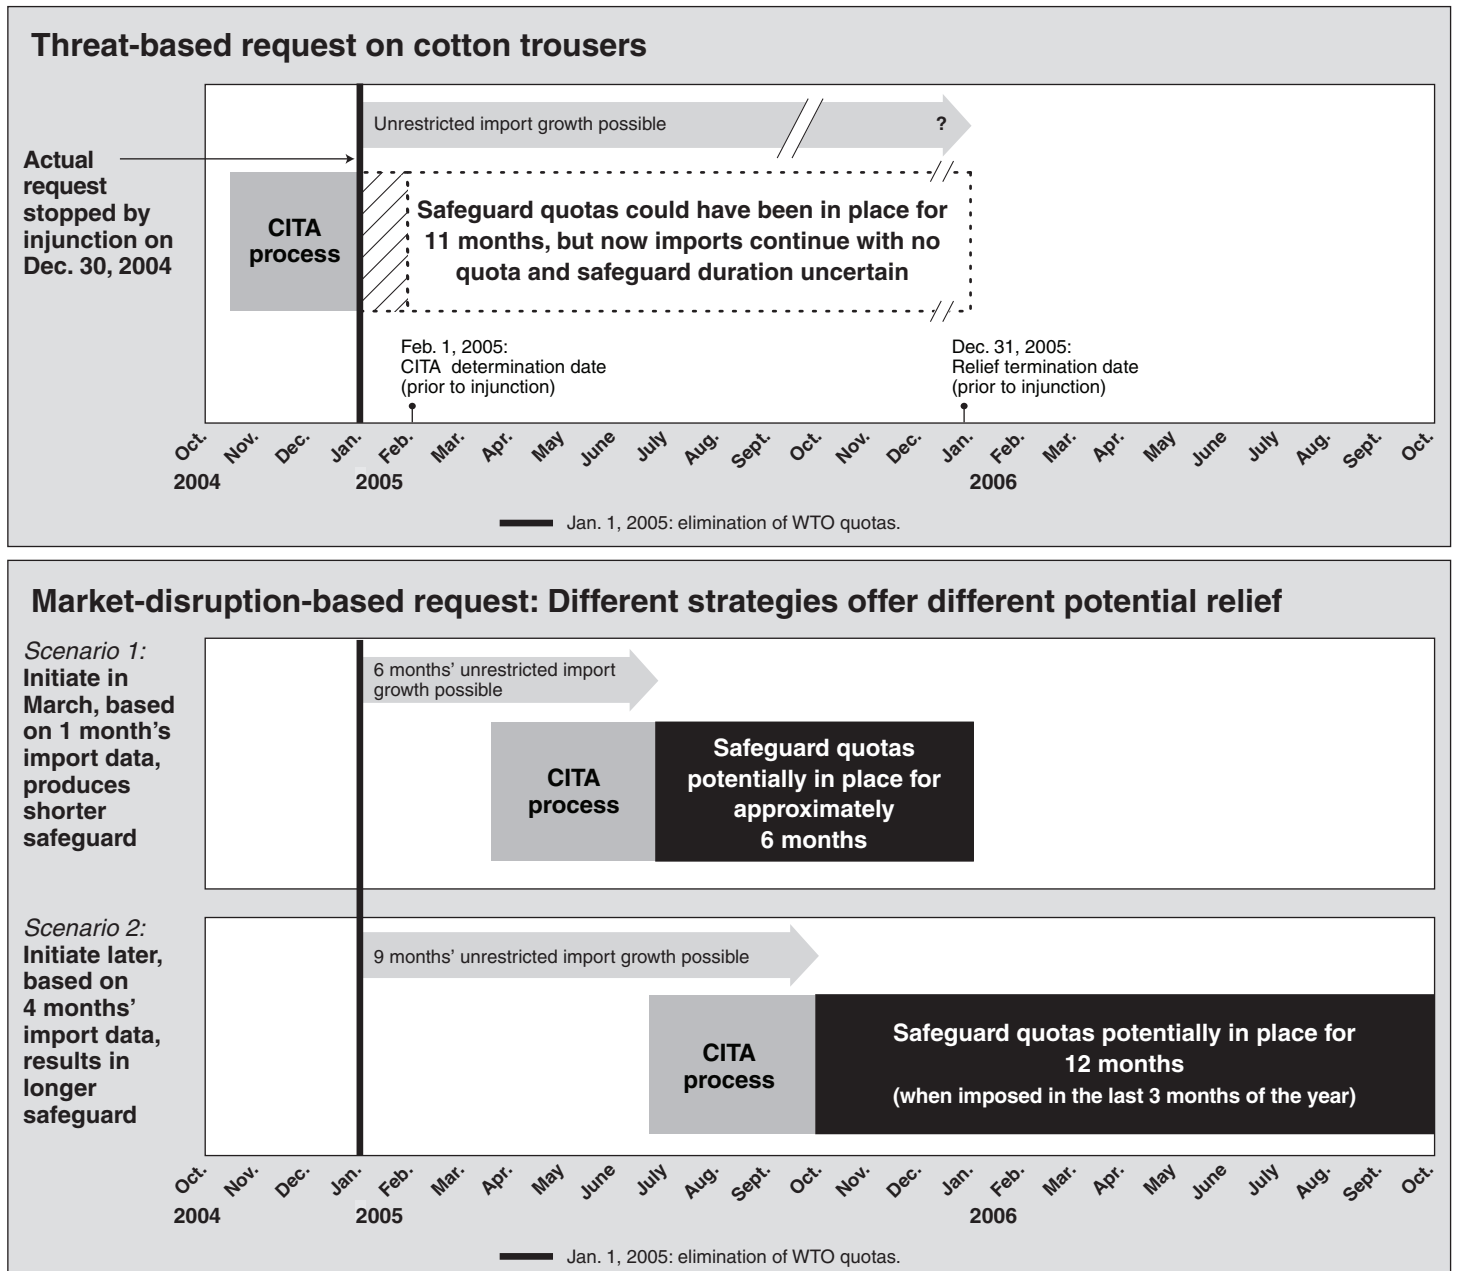 Threat-based request on cotton trousers
Actual
request
stopped by
injunction on
Dec. 30, 2004
Unrestricted import growth possible
?
CITA
process
Safeguard quotas could have been in place for
11 months, but now imports continue with no
quota and safeguard duration uncertain
Feb. 1, 2005:
CITA determination date
(prior to injunction)
Dec. 31, 2005:
Relief termination date
(prior to injunction)
Oct. Nov. Dec. Jan. Feb. Mar. Apr. May June July Aug. Sept. Oct. Nov. Dec. Jan. Feb. Mar. Apr. May June July Aug. Sept. Oct.
2004 2005 2006
Jan. 1, 2005: elimination of WTO quotas.
Market-disruption-based request: Different strategies offer different potential relief
Scenario 1:
Initiate in
March, based
on 1 month's
import data,
produces
shorter
safeguard
6 months' unrestricted import
growth possible
CITA
process
Safeguard quotas
potentially in place for
approximately
6 months
Scenario 2:
Initiate later,
based on
4 months'
import data,
results in
longer
safeguard
9 months' unrestricted import growth possible
CITA
process
Safeguard quotas potentially in place for
12 months
(when imposed in the last 3 months of the year)
Oct. Nov. Dec. Jan. Feb. Mar. Apr. May June July Aug. Sept. Oct. Nov. Dec. Jan. Feb. Mar. Apr. May June July Aug. Sept. Oct.
2004 2005 2006
Jan. 1, 2005: elimination of WTO quotas.